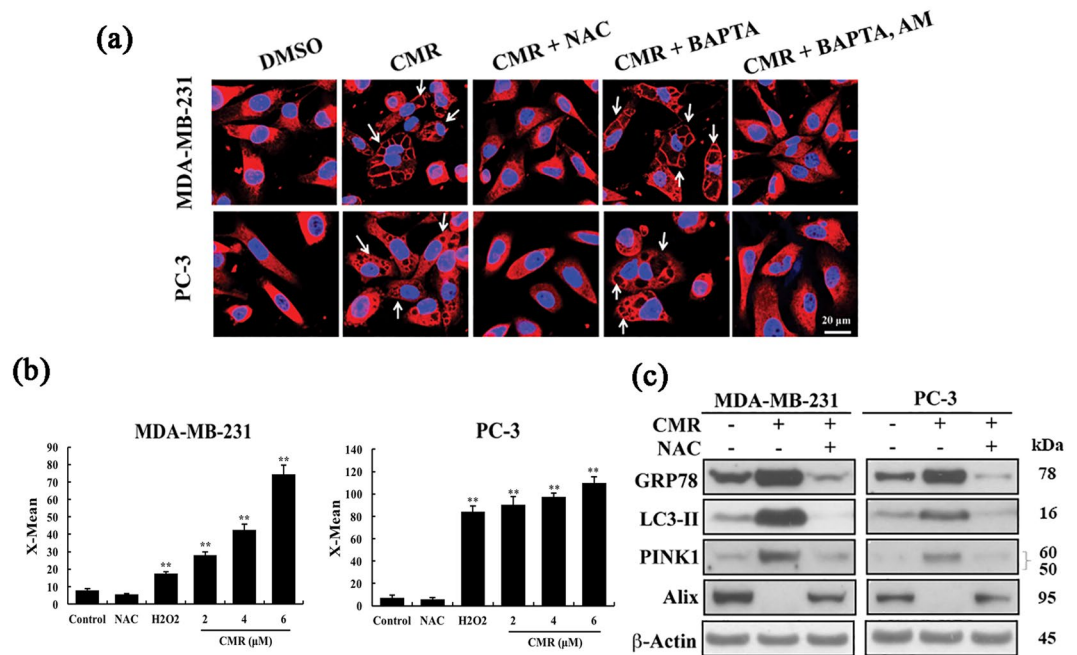 (a)
DMSO
CMR
CMR + NAC
CMR + BAPTA
CMR + BAPTA, AM
MDA-MB-231
PC-3
20 μm
(b)
MDA-MB-231
X-Mean
90
80
70
60
50
40
30
20
10
0
**
**
**
**
Control NAC H2O2 2 4 6
CMR (μM)
PC-3
X-Mean
140
120
100
80
60
40
20
0
**
**
**
**
Control NAC H2O2 2 4 6
CMR (μM)
(c)
MDA-MB-231 PC-3
CMR - + + - + +
NAC - - + - - + kDa
GRP78 78
LC3-II 16
PINK1 60
50
Alix 95
β-Actin 45